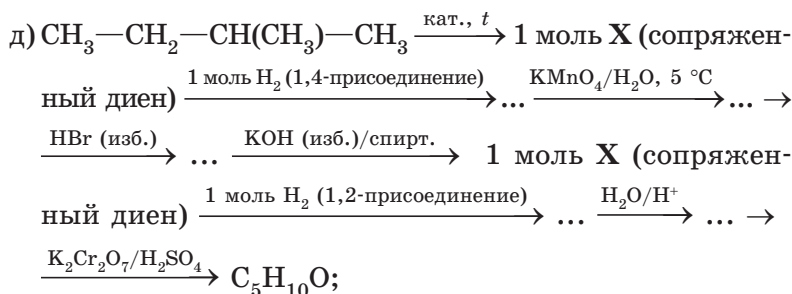 д) CH₃—CH₂—CH(CH₃)—CH₃ —кат., t→ 1 моль X (сопряжен-
ный диен) —1 моль H₂ (1,4-присоединение)→ ... —KMnO₄/H₂O, 5 °C→ ... →
—HBr (изб.)→ ... —KOH (изб.)/спирт.→ 1 моль X (сопряжен-
ный диен) —1 моль H₂ (1,2-присоединение)→ ... —H₂O/H⁺→ ... →
—K₂Cr₂O₇/H₂SO₄→ C₅H₁₀O;